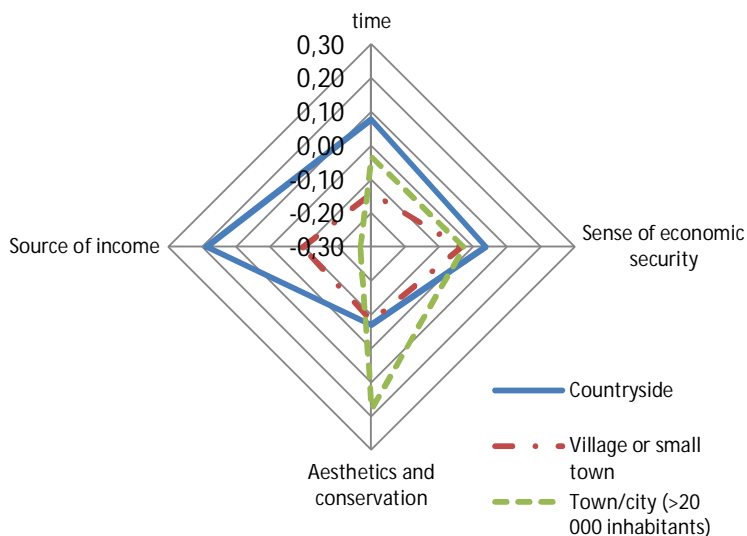 time
0,30
0,20
0,10
0,00
-0,10
-0,20
-0,30
Source of income
Sense of economic
security
Aesthetics and
conservation
Countryside
Village or small
town
Town/city (>20
000 inhabitants)